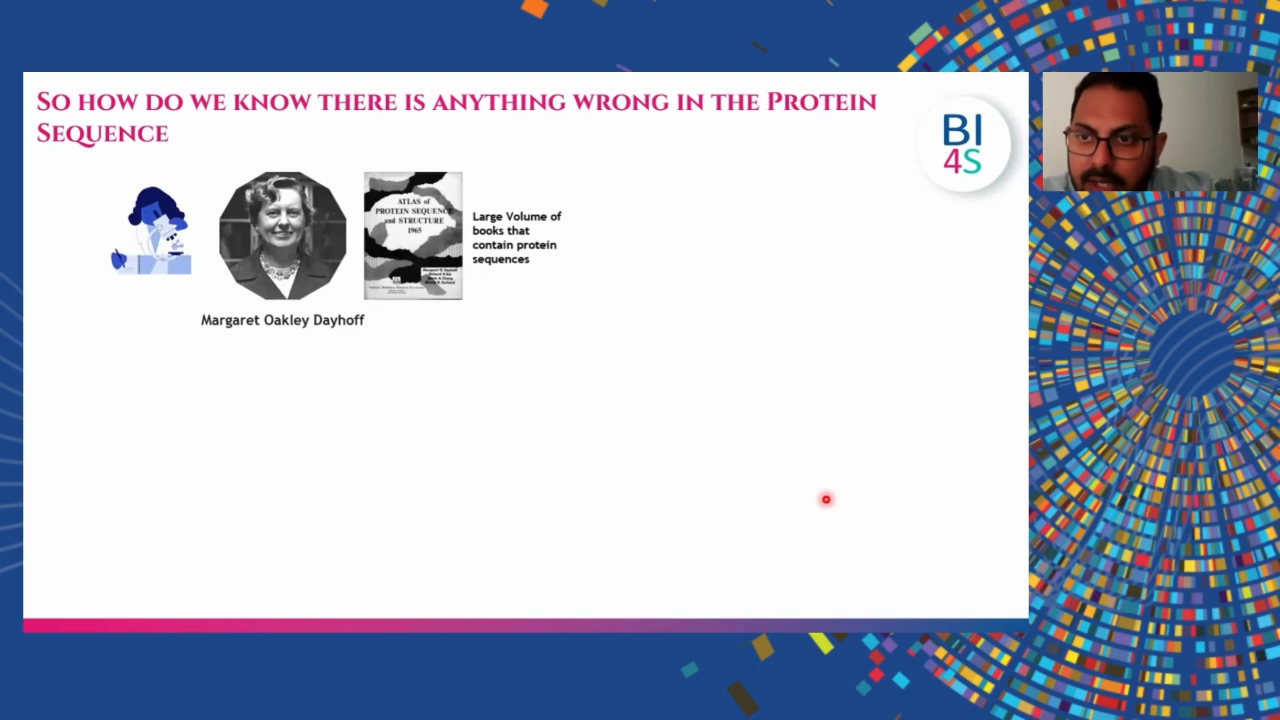 So how do we know there is anything wrong in the Protein
Sequence
BI
4S
ATLAS of
PROTEIN SEQUENCE
and STRUCTURE
1965
Large Volume of
books that
contain protein
sequences
Margaret Oakley Dayhoff